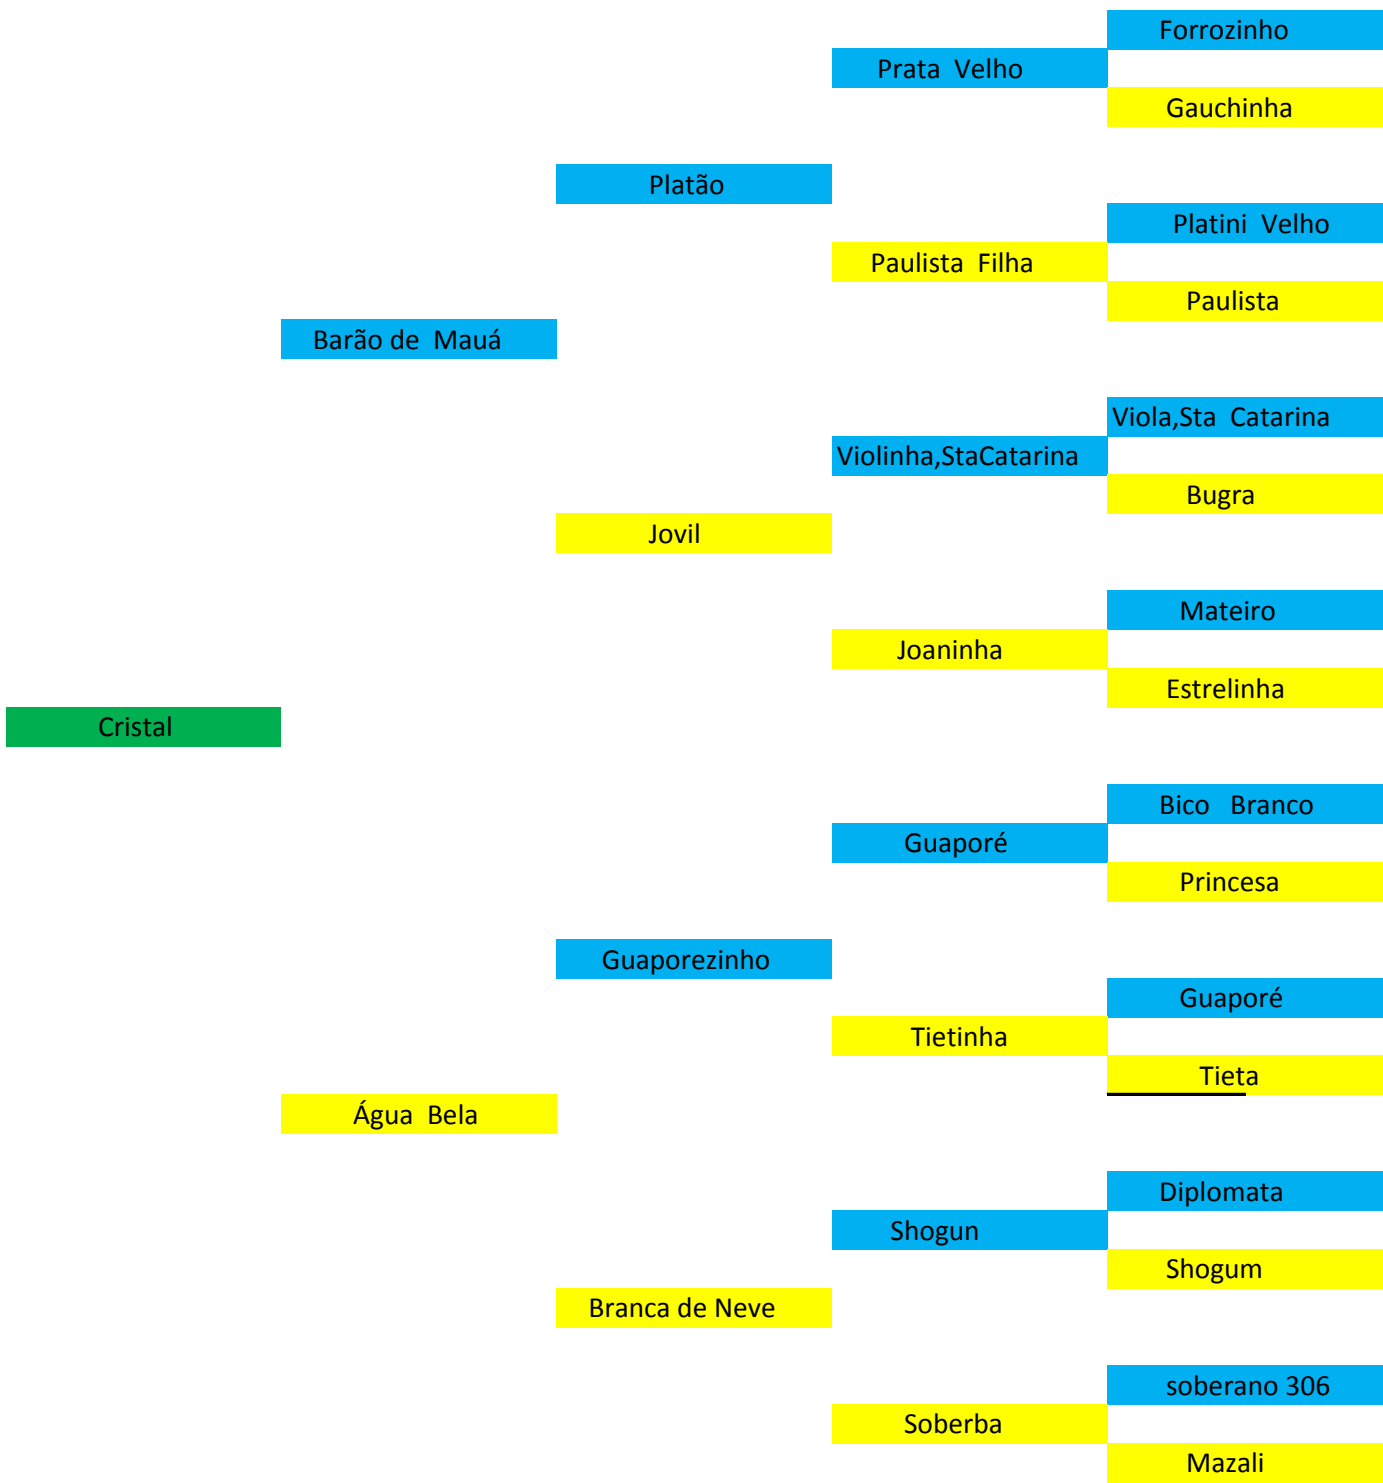 Forrozinho
Prata Velho
Gauchinha
Platão
Platini Velho
Paulista Filha
Paulista
Barão de Mauá
Viola,Sta Catarina
Violinha,StaCatarina
Bugra
Jovil
Mateiro
Joaninha
Estrelinha
Cristal
Bico Branco
Guaporé
Princesa
Guaporezinho
Guaporé
Tietinha
Tieta
Água Bela
Diplomata
Shogun
Shogum
Branca de Neve
soberano 306
Soberba
Mazali